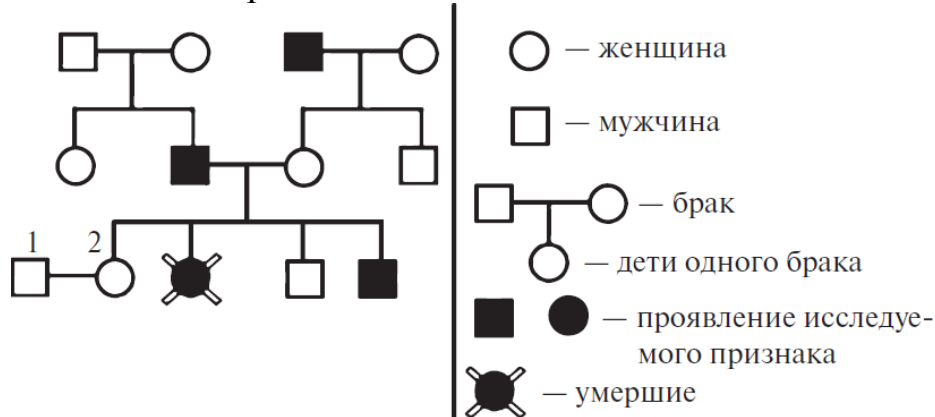 — женщина
— мужчина
— брак
— дети одного брака
— проявление исследуе-
мого признака
— умершие
1 2